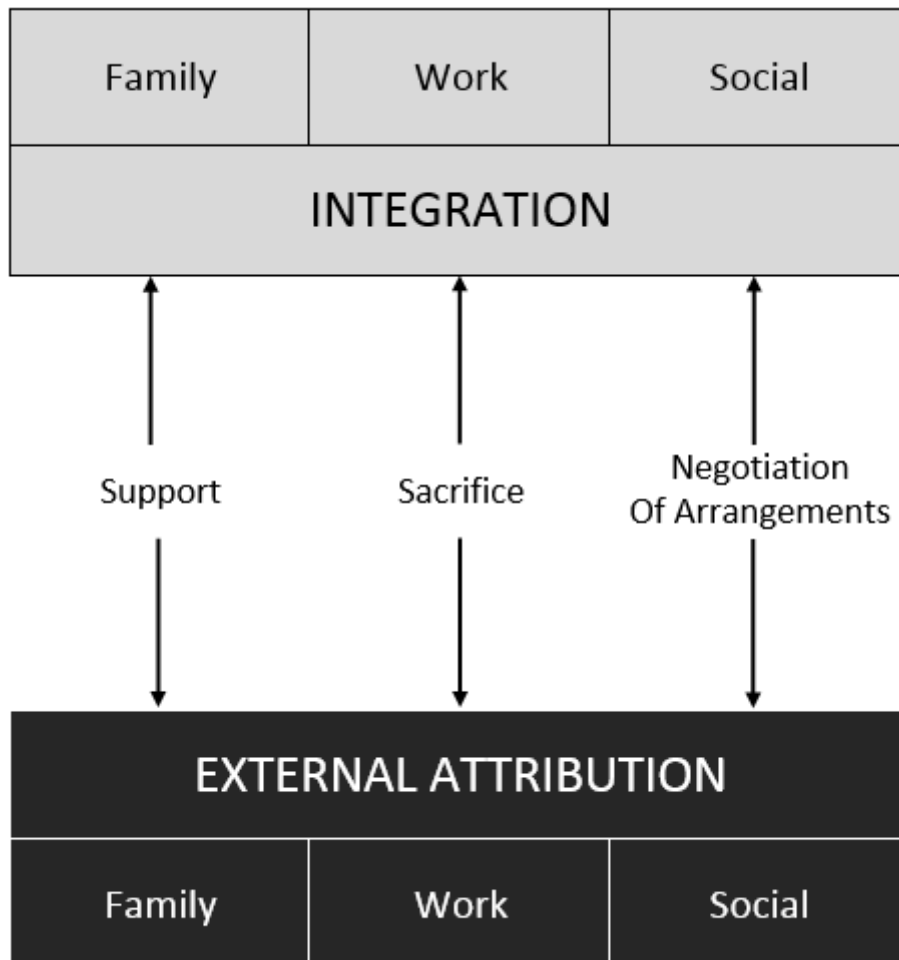 Family Work Social
INTEGRATION
Support Sacrifice Negotiation
Of Arrangements
EXTERNAL ATTRIBUTION
Family Work Social